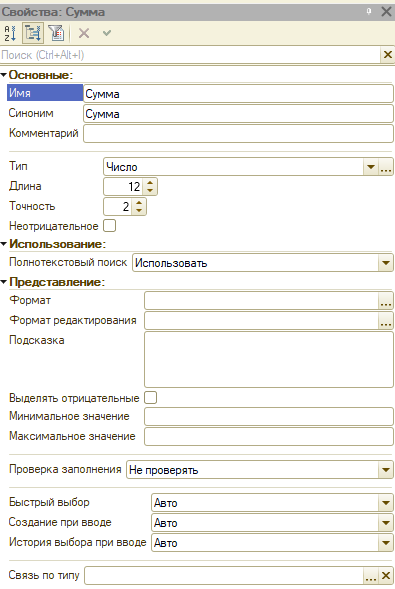 Свойства: Сумма
Поиск (Ctrl+Alt+I)
Основные:
Имя Сумма
Синоним Сумма
Комментарий
Тип Число
Длина 12
Точность 2
Неотрицательное
Использование:
Полнотекстовый поиск Использовать
Представление:
Формат
Формат редактирования
Подсказка
Выделять отрицательные
Минимальное значение
Максимальное значение
Проверка заполнения Не проверять
Быстрый выбор Авто
Создание при вводе Авто
История выбора при вводе Авто
Связь по типу